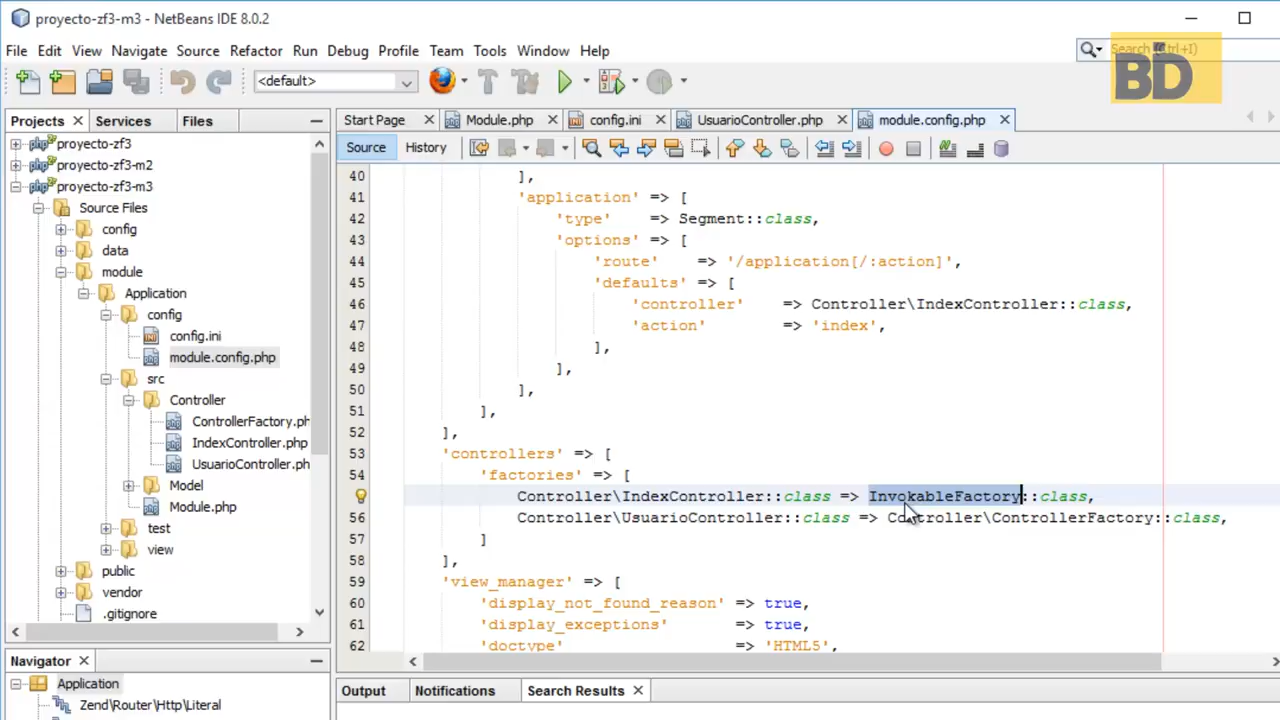 proyecto-zf3-m3 - NetBeans IDE 8.0.2
File Edit View Navigate Source Refactor Run Debug Profile Team Tools Window Help
Search (Ctrl+I)
BD
<default>
Projects Services Files
Start Page Module.php config.ini UsuarioController.php module.config.php
Source History
proyecto-zf3
proyecto-zf3-m2
proyecto-zf3-m3
Source Files
config
data
module
Application
config
config.ini
module.config.php
src
Controller
ControllerFactory.ph
IndexController.php
UsuarioController.ph
Model
Module.php
test
view
public
vendor
.gitignore
40 ],
41 'application' => [
42 'type' => Segment::class,
43 'options' => [
44 'route' => '/application[/:action]',
45 'defaults' => [
46 'controller' => Controller\IndexController::class,
47 'action' => 'index',
48 ],
49 ],
50 ],
51 ],
52 ],
53 'controllers' => [
54 'factories' => [
Controller\IndexController::class => InvokableFactory::class,
56 Controller\UsuarioController::class => Controller\ControllerFactory::class,
57 ]
58 ],
59 'view_manager' => [
60 'display_not_found_reason' => true,
61 'display_exceptions' => true,
62 'doctype' => 'HTML5',
Navigator
Application
Zend\Router\Http\Literal
Output Notifications Search Results